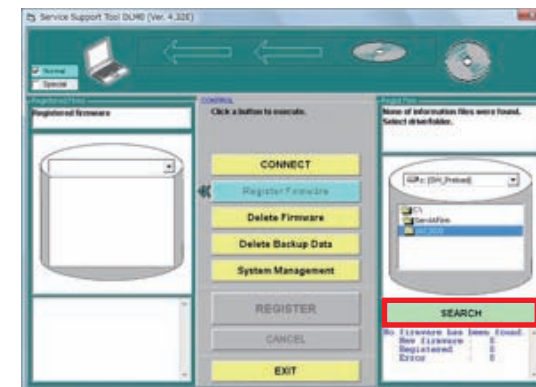 Service Support Tool DLM0 (Ver. 4.32E)
Normal
Special
Registered firmware
CONTROL
Click a button to execute.
CONNECT
Register Firmware
Delete Firmware
Delete Backup Data
System Management
REGISTER
CANCEL
EXIT
None of information files were found.
Select drive/folder.
C:\
SEARCH
No firmware has been found.
New firmware : 0
Registered : 0
Error : 0